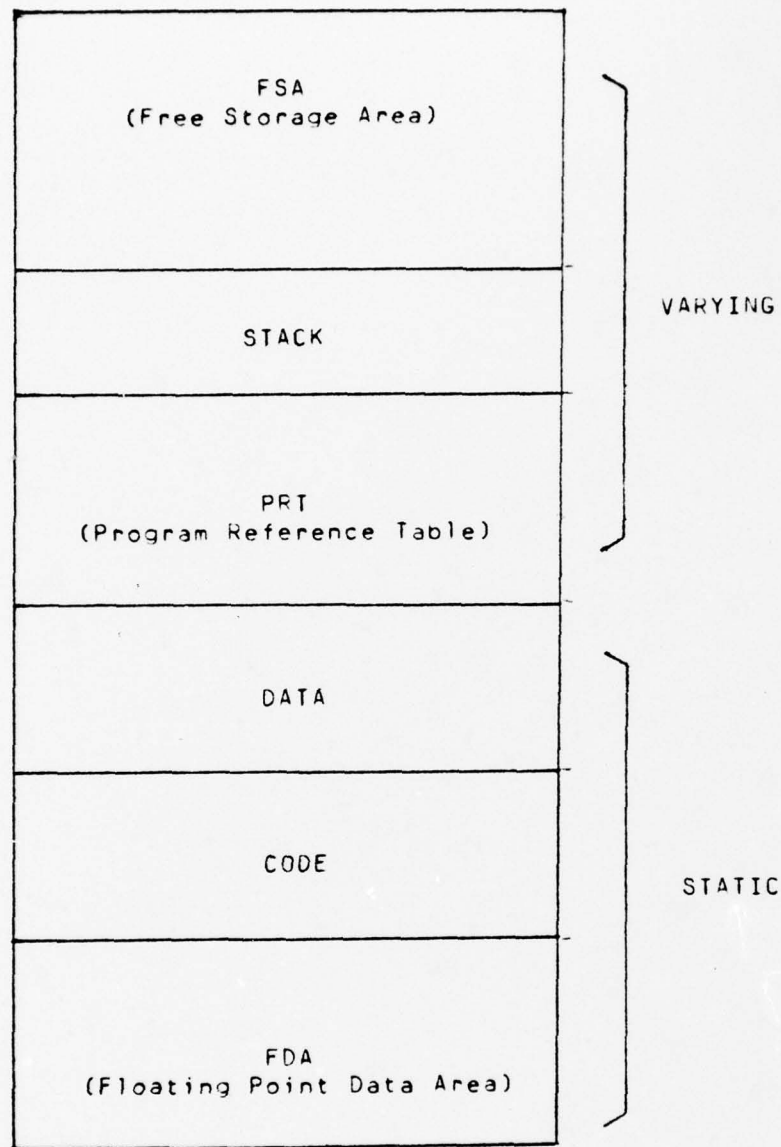 FSA
(Free Storage Area)
VARYING
STACK
PRT
(Program Reference Table)
DATA
CODE
STATIC
FDA
(Floating Point Data Area)